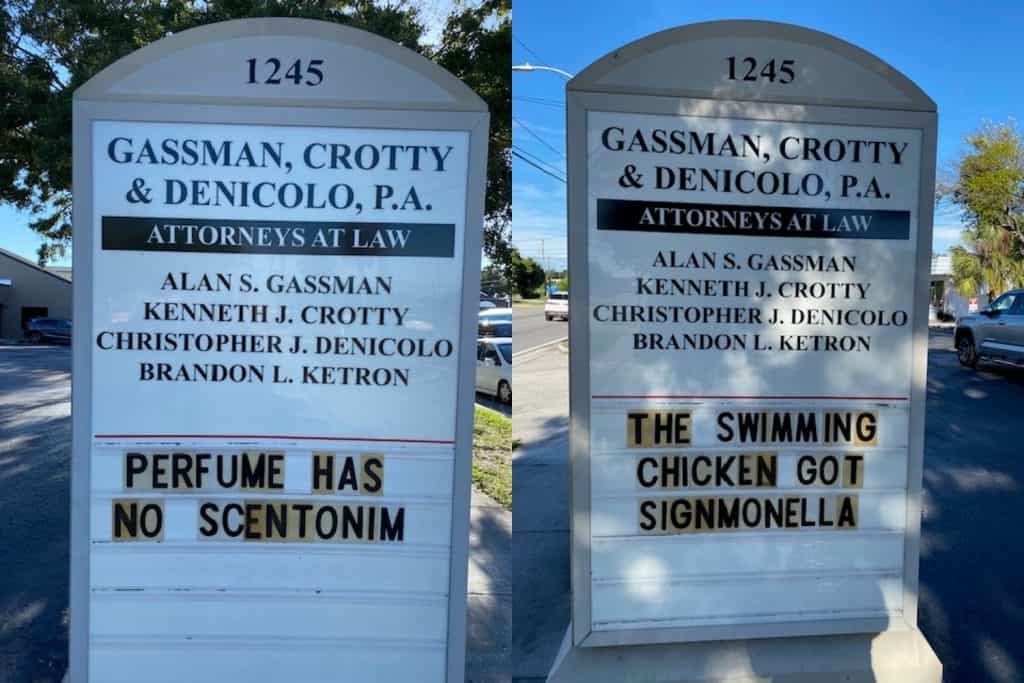 1245
GASSMAN, CROTTY
& DENICOLO, P.A.
ATTORNEYS AT LAW
ALAN S. GASSMAN
KENNETH J. CROTTY
CHRISTOPHER J. DENICOLO
BRANDON L. KETRON
PERFUME HAS
NO SCENTONIM
1245
GASSMAN, CROTTY
& DENICOLO, P.A.
ATTORNEYS AT LAW
ALAN S. GASSMAN
KENNETH J. CROTTY
CHRISTOPHER J. DENICOLO
BRANDON L. KETRON
THE SWIMMING
CHICKEN GOT
SIGNMONELLA